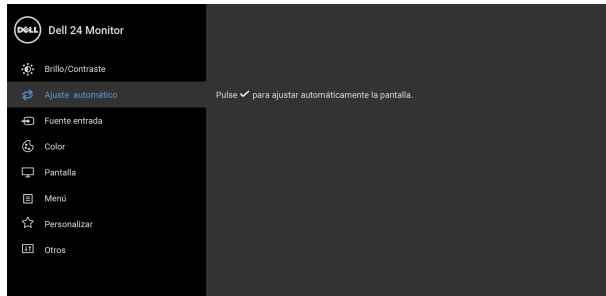 DELL Dell 24 Monitor
Brillo/Contraste
Ajuste automático
Pulse ✓ para ajustar automáticamente la pantalla.
Fuente entrada
Color
Pantalla
Menú
Personalizar
Otros